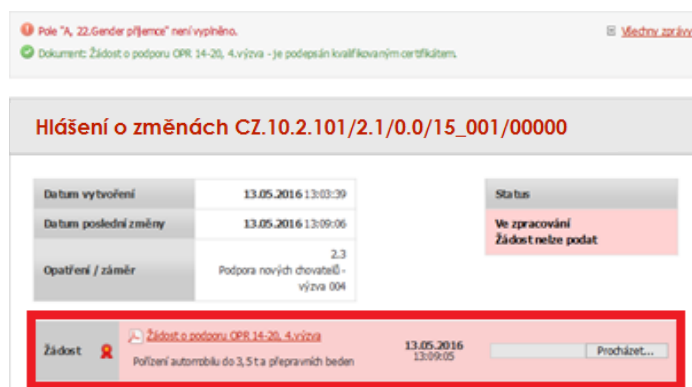 Pole "A, 22.Gender příjemce" není vyplněno.
Všechny zprávy
Dokument: Žádost o podporu OPR 14-20, 4.výzva - je podepsán kvalifikovaným certifikátem.
Hlášení o změnách CZ.10.2.101/2.1/0.0/15_001/00000
Datum vytvoření 13.05.2016 13:03:39
Status
Datum poslední změny 13.05.2016 13:09:06
Ve zpracování
Žádost nelze podat
Opatření / záměr
2.3
Podpora nových chovatelů -
výzva 004
Žádost
Žádost o podporu OPR 14-20, 4.výzva
Pořízení automobilu do 3,5 t a přepravních beden
13.05.2016
13:09:05
Procházet...